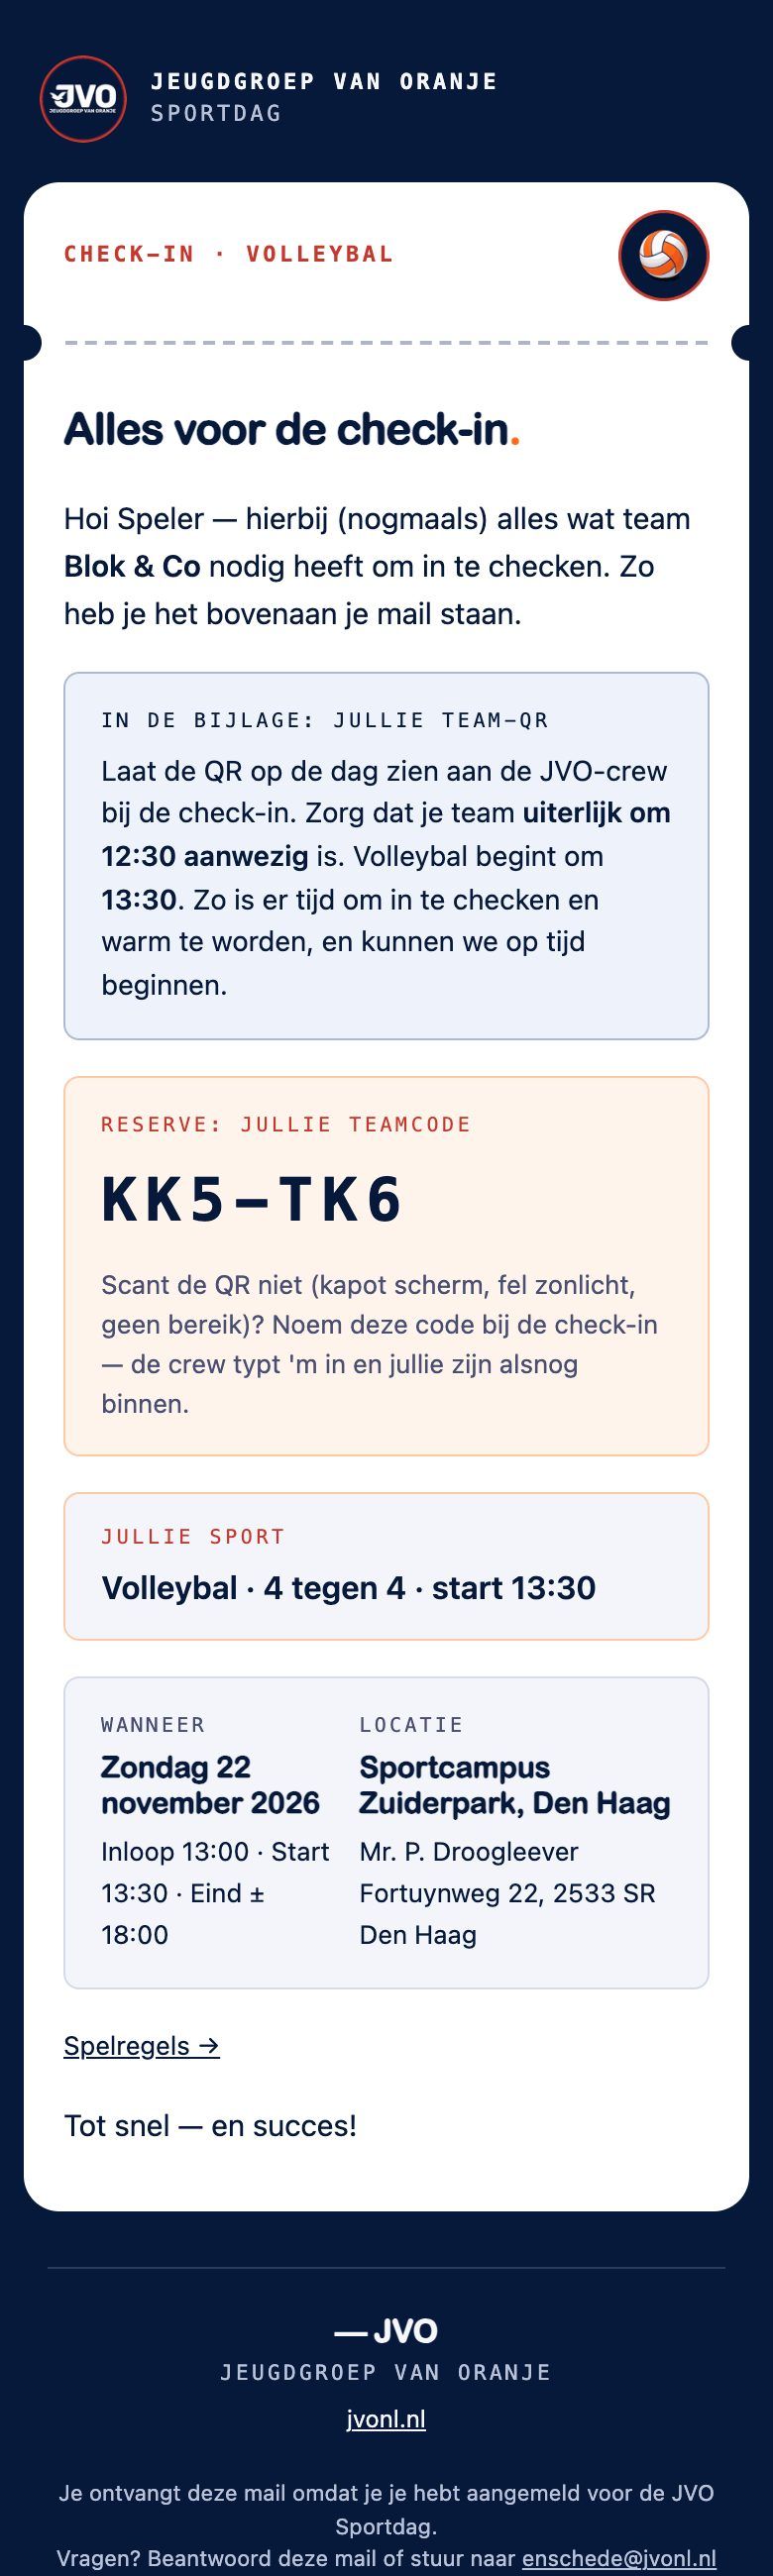 JVO
JEUGDGROEP VAN ORANJE
JEUGDGROEP VAN ORANJE
SPORTDAG
CHECK-IN · VOLLEYBAL
Alles voor de check-in.
Hoi Speler — hierbij (nogmaals) alles wat team
Blok & Co nodig heeft om in te checken. Zo
heb je het bovenaan je mail staan.
IN DE BIJLAGE: JULLIE TEAM-QR
Laat de QR op de dag zien aan de JVO-crew
bij de check-in. Zorg dat je team uiterlijk om
12:30 aanwezig is. Volleybal begint om
13:30. Zo is er tijd om in te checken en
warm te worden, en kunnen we op tijd
beginnen.
RESERVE: JULLIE TEAMCODE
KK5-TK6
Scant de QR niet (kapot scherm, fel zonlicht,
geen bereik)? Noem deze code bij de check-in
— de crew typt 'm in en jullie zijn alsnog
binnen.
JULLIE SPORT
Volleybal · 4 tegen 4 · start 13:30
WANNEER
Zondag 22
november 2026
Inloop 13:00 · Start
13:30 · Eind ±
18:00
LOCATIE
Sportcampus
Zuiderpark, Den Haag
Mr. P. Droogleever
Fortuynweg 22, 2533 SR
Den Haag
Spelregels →
Tot snel — en succes!
— JVO
JEUGDGROEP VAN ORANJE
jvonl.nl
Je ontvangt deze mail omdat je je hebt aangemeld voor de JVO
Sportdag.
Vragen? Beantwoord deze mail of stuur naar enschede@jvonl.nl